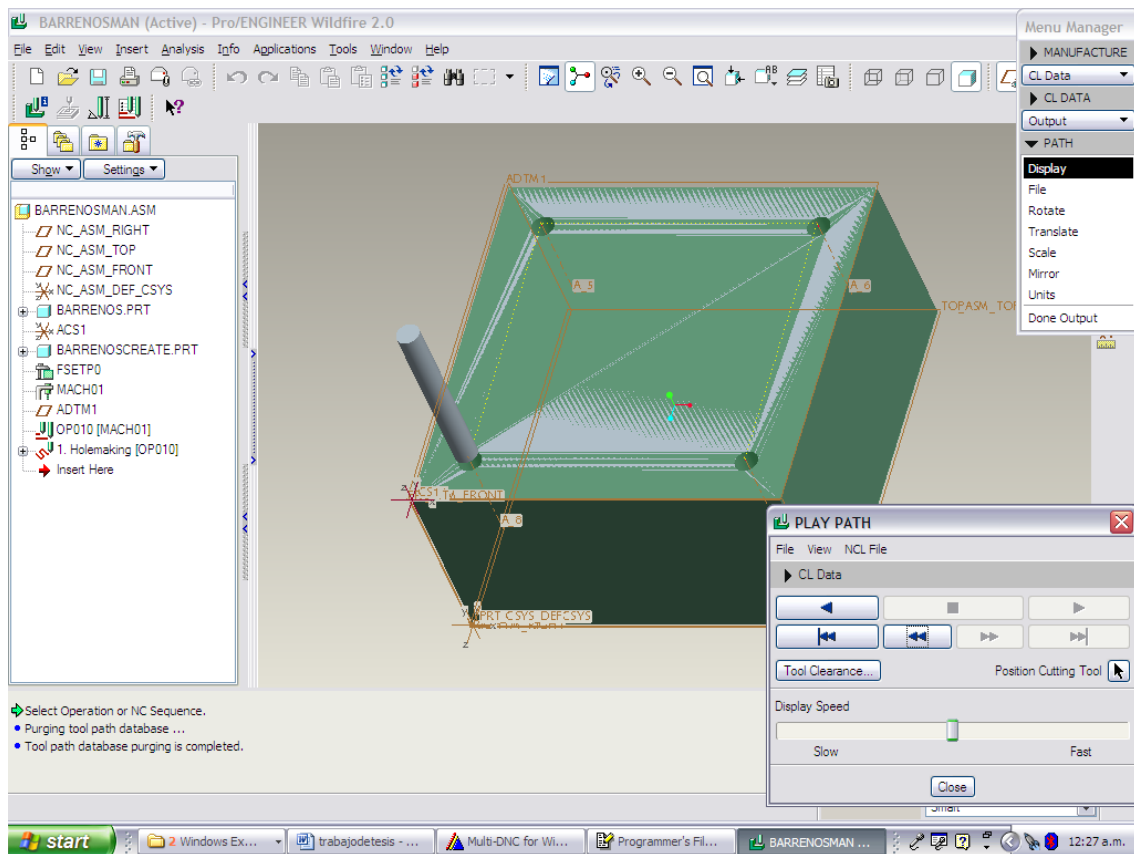 BARRENOSMAN (Active) - Pro/ENGINEER Wildfire 2.0
File Edit View Insert Analysis Info Applications Tools Window Help
Menu Manager
MANUFACTURE
CL Data
CL DATA
Output
PATH
Display
File
Rotate
Translate
Scale
Mirror
Units
Done Output
Show Settings
BARRENOSMAN.ASM
NC_ASM_RIGHT
NC_ASM_TOP
NC_ASM_FRONT
NC_ASM_DEF_CSYS
BARRENOS.PRT
ACS1
BARRENOSCREATE.PRT
FSETP0
MACH01
ADTM1
OP010 [MACH01]
1. Holemaking [OP010]
Insert Here
ADTM1
A_5
A_6
A_8
ACS1
PRT_CSYS_DEF
PLAY PATH
File View NCL File
CL Data
Tool Clearance...
Position Cutting Tool
Display Speed
Slow Fast
Close
Select Operation or NC Sequence.
Purging tool path database ...
Tool path database purging is completed.
start
2 Windows Ex...
trabajodetesis - ...
Multi-DNC for Wi...
Programmer's Fil...
BARRENOSMAN ...
12:27 a.m.